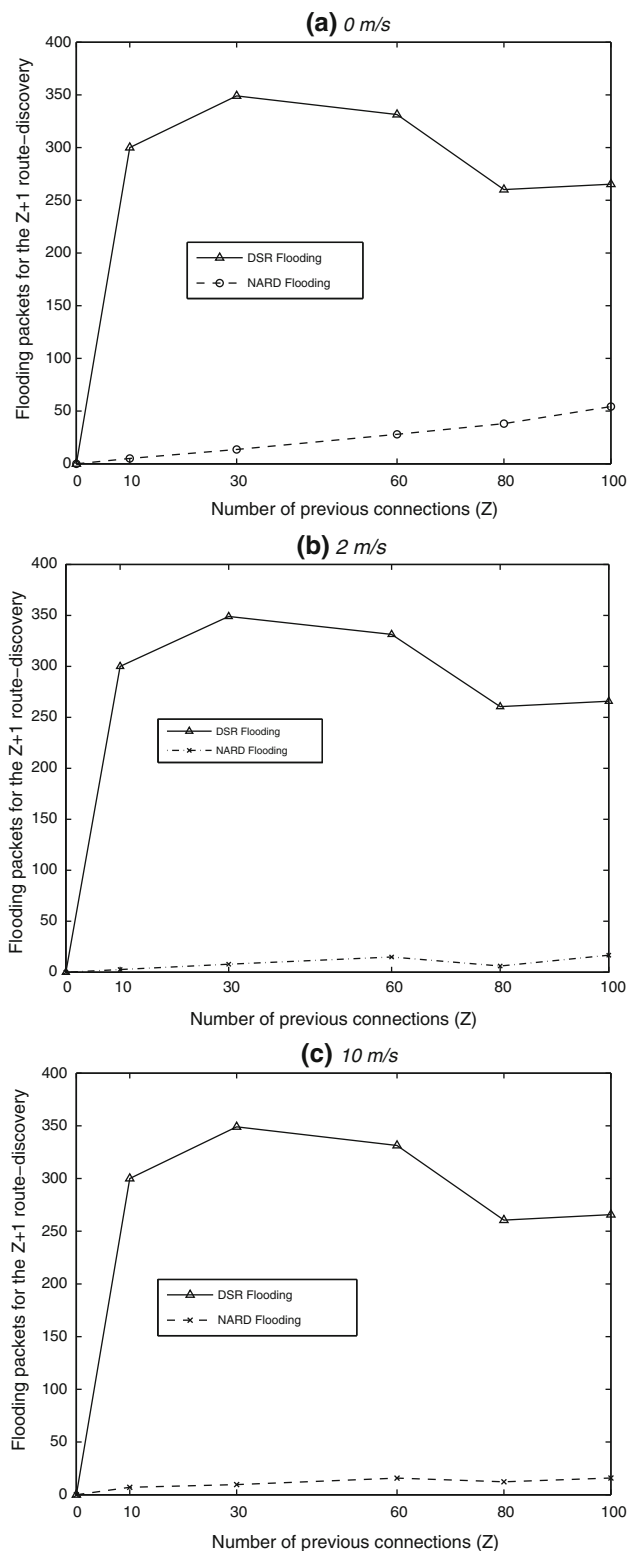 (a) 0 m/s
400
350
300
250
200
150
100
50
0
Flooding packets for the Z+1 route−discovery
DSR Flooding
NARD Flooding
0 10 30 60 80 100
Number of previous connections (Z)
(b) 2 m/s
400
350
300
250
200
150
100
50
0
Flooding packets for the Z+1 route−discovery
DSR Flooding
NARD Flooding
0 10 30 60 80 100
Number of previous connections (Z)
(c) 10 m/s
400
350
300
250
200
150
100
50
0
Flooding packets for the Z+1 route−discovery
DSR Flooding
NARD Flooding
0 10 30 60 80 100
Number of previous connections (Z)